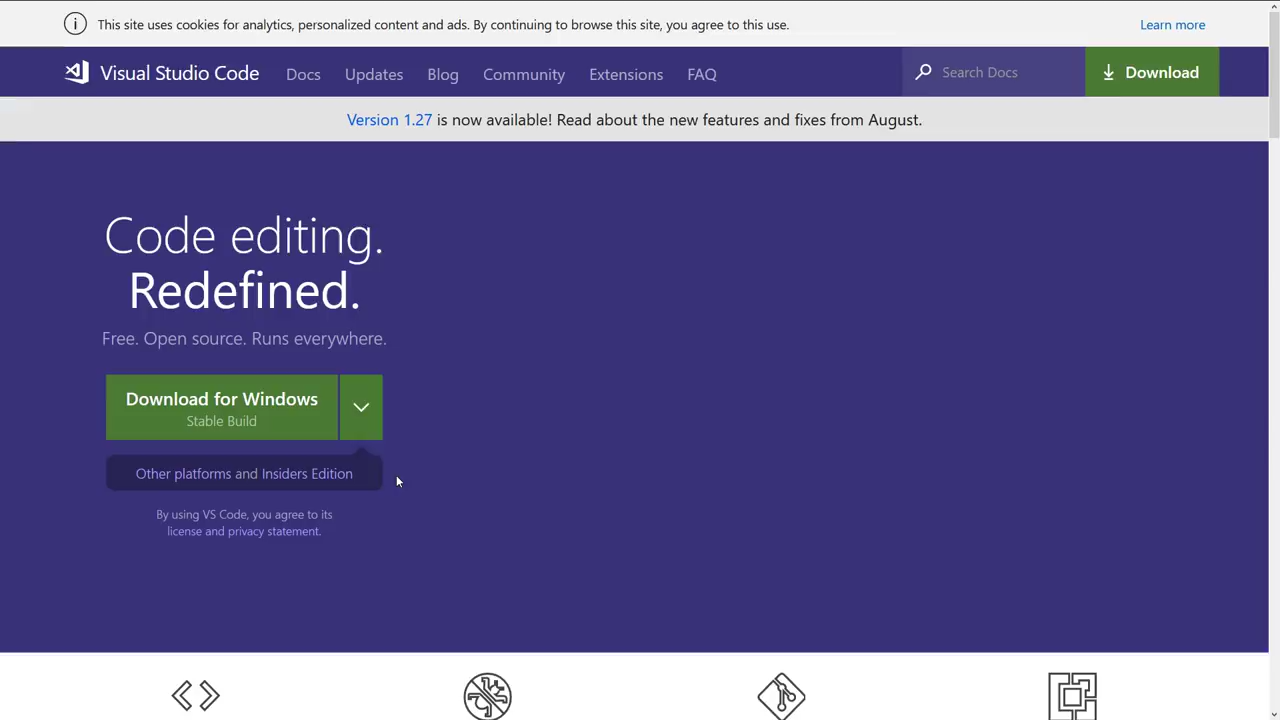 This site uses cookies for analytics, personalized content and ads. By continuing to browse this site, you agree to this use.
Learn more
Visual Studio Code
Docs
Updates
Blog
Community
Extensions
FAQ
Search Docs
Download
Version 1.27 is now available! Read about the new features and fixes from August.
Code editing.
Redefined.
Free. Open source. Runs everywhere.
Download for Windows
Stable Build
Other platforms and Insiders Edition
By using VS Code, you agree to its
license and privacy statement.